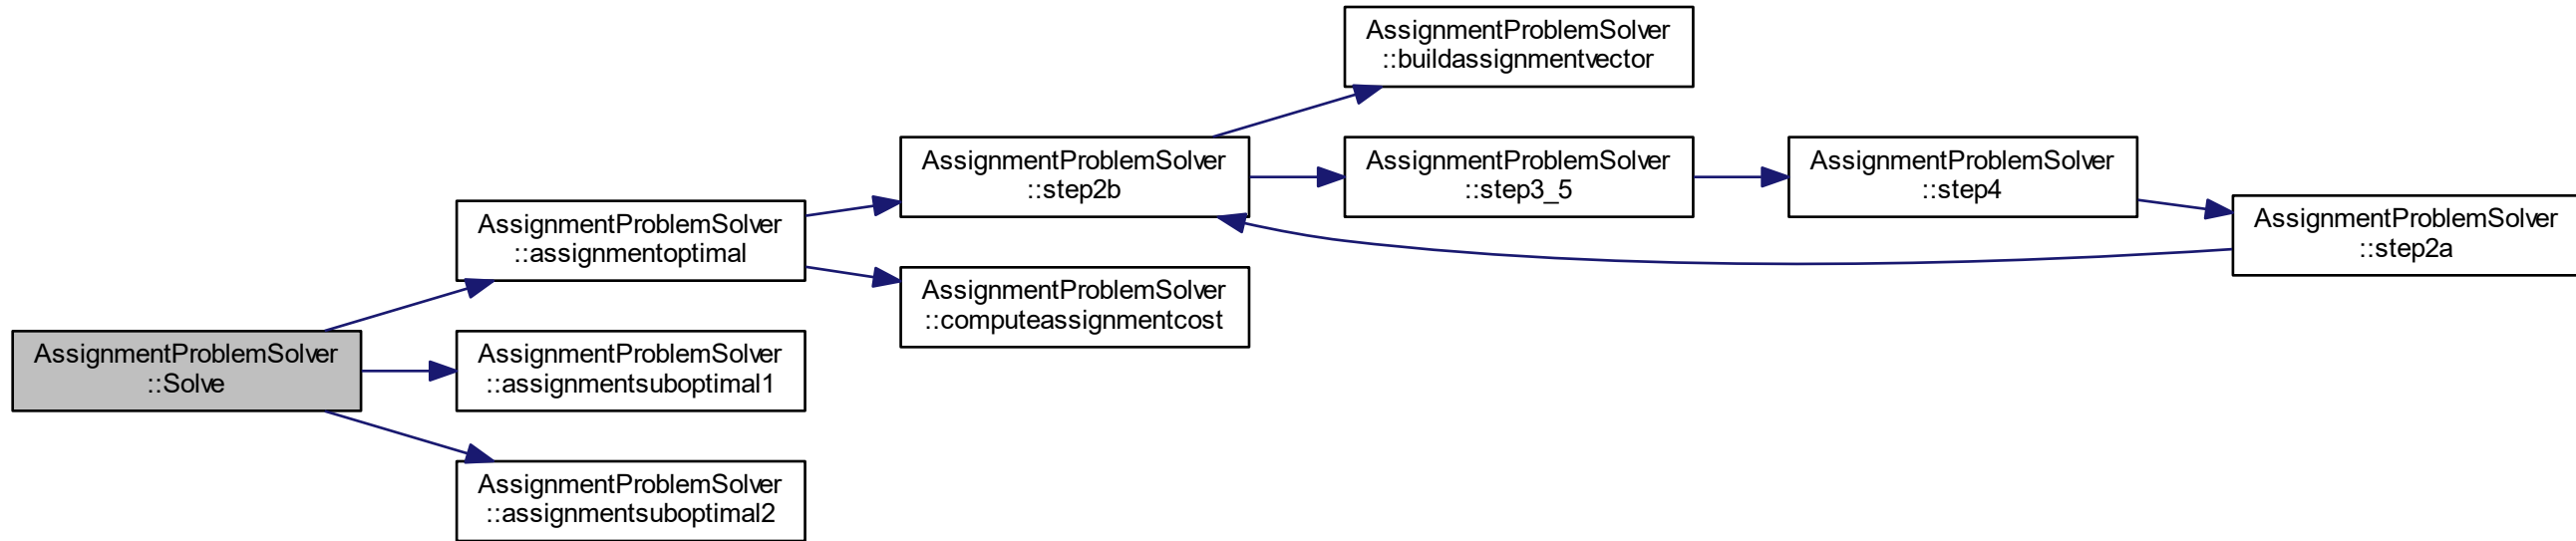 AssignmentProblemSolver
::Solve
AssignmentProblemSolver
::assignmentoptimal
AssignmentProblemSolver
::assignmentsuboptimal1
AssignmentProblemSolver
::assignmentsuboptimal2
AssignmentProblemSolver
::step2b
AssignmentProblemSolver
::computeassignmentcost
AssignmentProblemSolver
::buildassignmentvector
AssignmentProblemSolver
::step3_5
AssignmentProblemSolver
::step4
AssignmentProblemSolver
::step2a